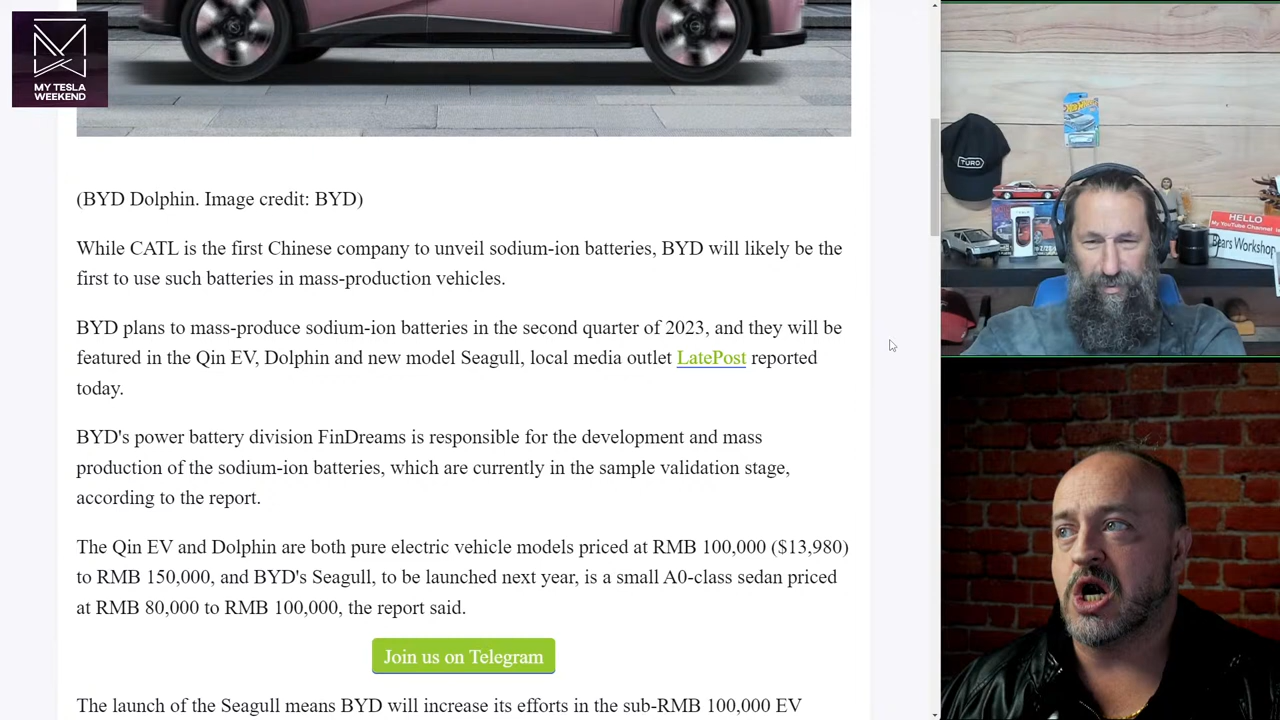 MY TESLA
WEEKEND
(BYD Dolphin. Image credit: BYD)
While CATL is the first Chinese company to unveil sodium-ion batteries, BYD will likely be the
first to use such batteries in mass-production vehicles.
BYD plans to mass-produce sodium-ion batteries in the second quarter of 2023, and they will be
featured in the Qin EV, Dolphin and new model Seagull, local media outlet LatePost reported
today.
BYD's power battery division FinDreams is responsible for the development and mass
production of the sodium-ion batteries, which are currently in the sample validation stage,
according to the report.
The Qin EV and Dolphin are both pure electric vehicle models priced at RMB 100,000 ($13,980)
to RMB 150,000, and BYD's Seagull, to be launched next year, is a small A0-class sedan priced
at RMB 80,000 to RMB 100,000, the report said.
Join us on Telegram
The launch of the Seagull means BYD will increase its efforts in the sub-RMB 100,000 EV
Hot Wheels
TURO
HELLO
My YouTube Channel is
Bears Workshop